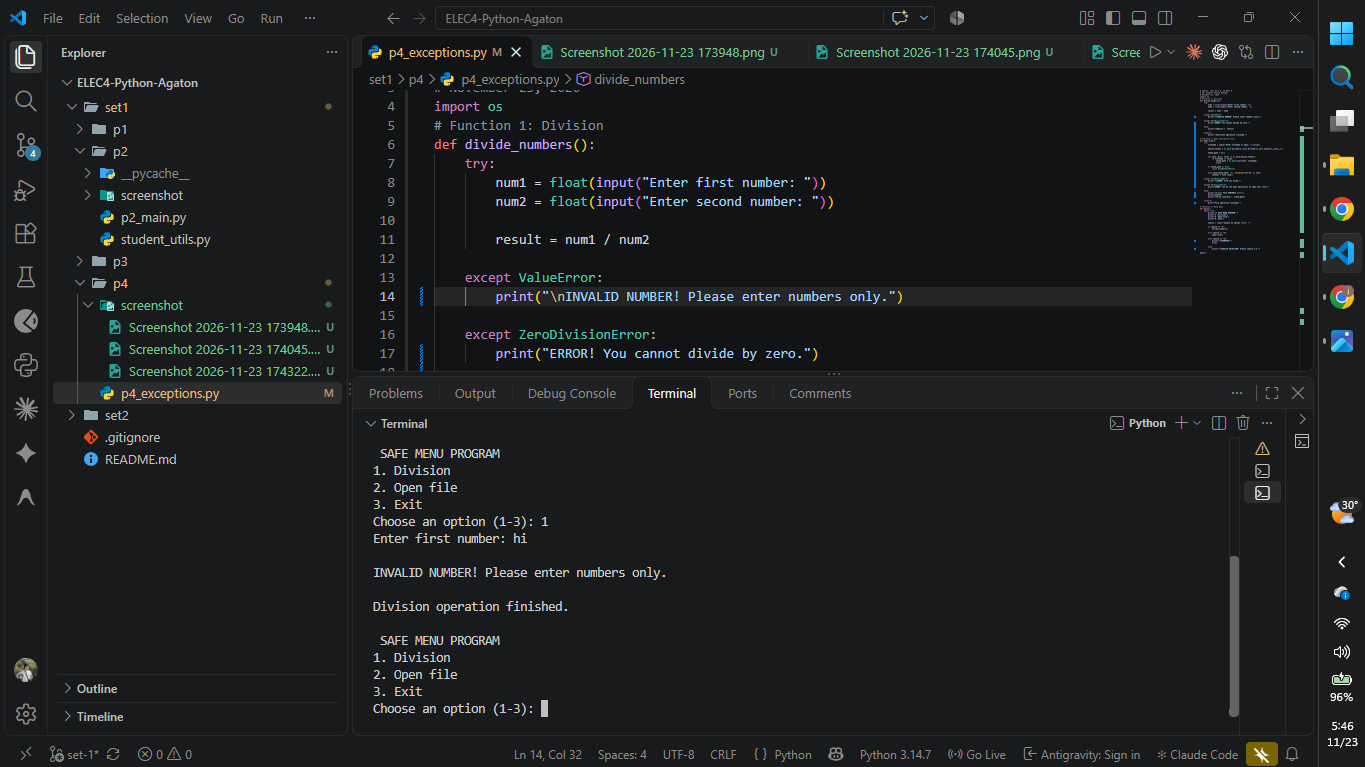 File Edit Selection View Go Run ··· ELEC4-Python-Agaton
Explorer ···
ELEC4-Python-Agaton
set1
p1
p2
__pycache__
screenshot
p2_main.py
student_utils.py
p3
p4
screenshot
Screenshot 2026-11-23 173948.... U
Screenshot 2026-11-23 174045.... U
Screenshot 2026-11-23 174322.... U
p4_exceptions.py M
set2
.gitignore
README.md
Outline
Timeline
4
p4_exceptions.py M Screenshot 2026-11-23 173948.png U Screenshot 2026-11-23 174045.png U Scree
set1 > p4 > p4_exceptions.py > divide_numbers
4 import os
5 # Function 1: Division
6 def divide_numbers():
7 try:
8 num1 = float(input("Enter first number: "))
9 num2 = float(input("Enter second number: "))
10
11 result = num1 / num2
12
13 except ValueError:
14 print("\nINVALID NUMBER! Please enter numbers only.")
15
16 except ZeroDivisionError:
17 print("ERROR! You cannot divide by zero.")
Problems Output Debug Console Terminal Ports Comments
Terminal Python
SAFE MENU PROGRAM
1. Division
2. Open file
3. Exit
Choose an option (1-3): 1
Enter first number: hi
INVALID NUMBER! Please enter numbers only.
Division operation finished.
SAFE MENU PROGRAM
1. Division
2. Open file
3. Exit
Choose an option (1-3):
set-1* 0 0 Ln 14, Col 32 Spaces: 4 UTF-8 CRLF { } Python Python 3.14.7 Go Live Antigravity: Sign in Claude Code
30°
96%
5:46
11/23